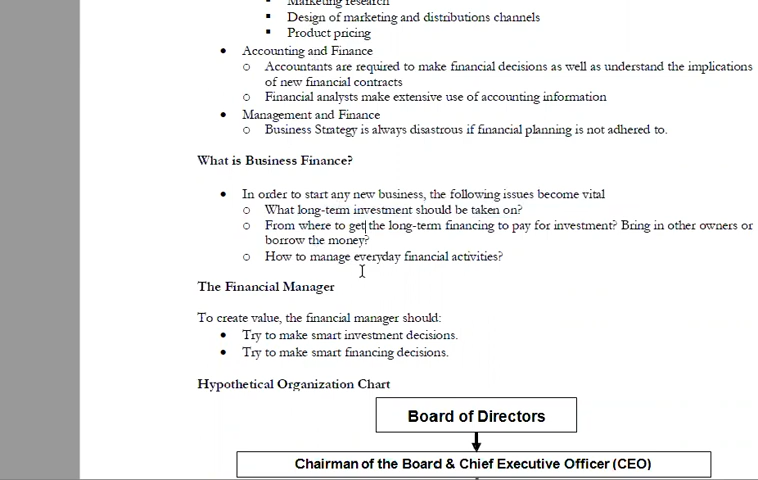 Marketing research
Design of marketing and distributions channels
Product pricing
Accounting and Finance
Accountants are required to make financial decisions as well as understand the implications
of new financial contracts
Financial analysts make extensive use of accounting information
Management and Finance
Business Strategy is always disastrous if financial planning is not adhered to.
What is Business Finance?
In order to start any new business, the following issues become vital
What long-term investment should be taken on?
From where to get the long-term financing to pay for investment? Bring in other owners or
borrow the money?
How to manage everyday financial activities?
The Financial Manager
To create value, the financial manager should:
Try to make smart investment decisions.
Try to make smart financing decisions.
Hypothetical Organization Chart
Board of Directors
Chairman of the Board & Chief Executive Officer (CEO)